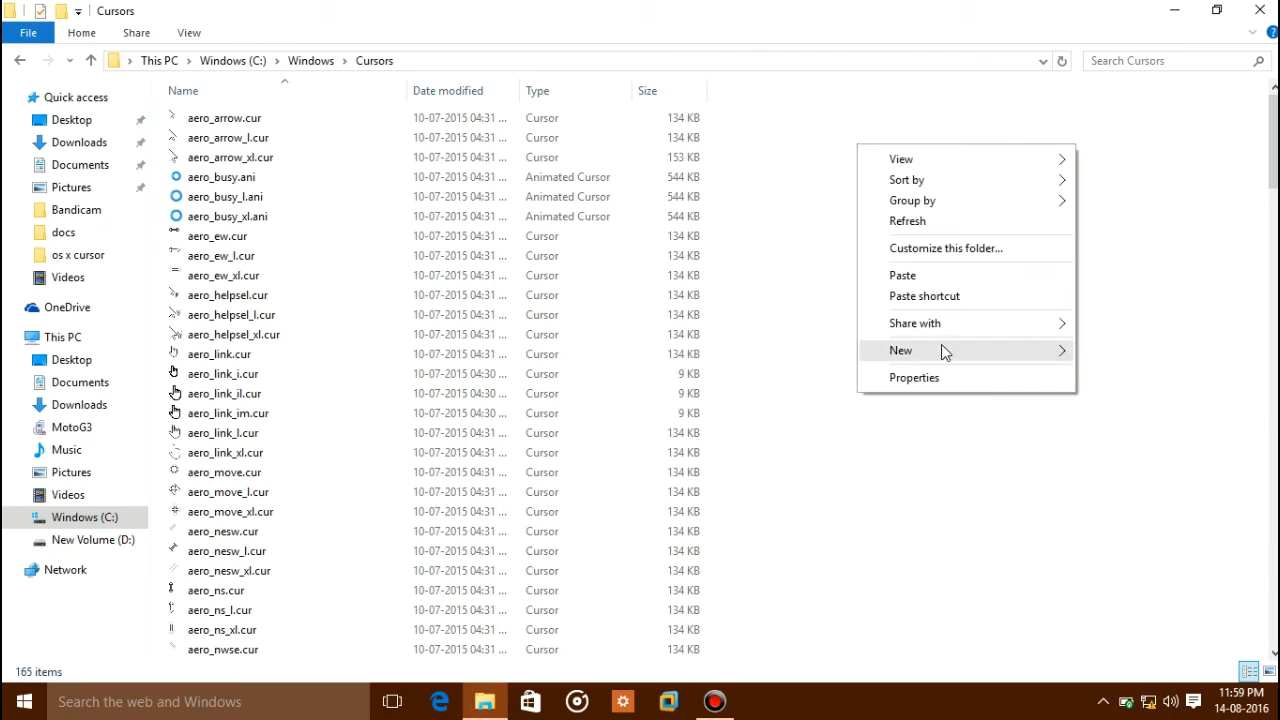 Cursors
File Home Share View
This PC Windows (C:) Windows Cursors Search Cursors
Name Date modified Type Size
Quick access
Desktop
Downloads
Documents
Pictures
Bandicam
docs
os x cursor
Videos
OneDrive
This PC
Desktop
Documents
Downloads
MotoG3
Music
Pictures
Videos
Windows (C:)
New Volume (D:)
Network
aero_arrow.cur 10-07-2015 04:31 ... Cursor 134 KB
aero_arrow_l.cur 10-07-2015 04:31 ... Cursor 134 KB
aero_arrow_xl.cur 10-07-2015 04:31 ... Cursor 153 KB
aero_busy.ani 10-07-2015 04:31 ... Animated Cursor 544 KB
aero_busy_l.ani 10-07-2015 04:31 ... Animated Cursor 544 KB
aero_busy_xl.ani 10-07-2015 04:31 ... Animated Cursor 544 KB
aero_ew.cur 10-07-2015 04:31 ... Cursor 134 KB
aero_ew_l.cur 10-07-2015 04:31 ... Cursor 134 KB
aero_ew_xl.cur 10-07-2015 04:31 ... Cursor 134 KB
aero_helpsel.cur 10-07-2015 04:31 ... Cursor 134 KB
aero_helpsel_l.cur 10-07-2015 04:31 ... Cursor 134 KB
aero_helpsel_xl.cur 10-07-2015 04:31 ... Cursor 134 KB
aero_link.cur 10-07-2015 04:31 ... Cursor 134 KB
aero_link_i.cur 10-07-2015 04:30 ... Cursor 9 KB
aero_link_il.cur 10-07-2015 04:30 ... Cursor 9 KB
aero_link_im.cur 10-07-2015 04:30 ... Cursor 9 KB
aero_link_l.cur 10-07-2015 04:31 ... Cursor 134 KB
aero_link_xl.cur 10-07-2015 04:31 ... Cursor 134 KB
aero_move.cur 10-07-2015 04:31 ... Cursor 134 KB
aero_move_l.cur 10-07-2015 04:31 ... Cursor 134 KB
aero_move_xl.cur 10-07-2015 04:31 ... Cursor 134 KB
aero_nesw.cur 10-07-2015 04:31 ... Cursor 134 KB
aero_nesw_l.cur 10-07-2015 04:31 ... Cursor 134 KB
aero_nesw_xl.cur 10-07-2015 04:31 ... Cursor 134 KB
aero_ns.cur 10-07-2015 04:31 ... Cursor 134 KB
aero_ns_l.cur 10-07-2015 04:31 ... Cursor 134 KB
aero_ns_xl.cur 10-07-2015 04:31 ... Cursor 134 KB
aero_nwse.cur 10-07-2015 04:31 ... Cursor 134 KB
View
Sort by
Group by
Refresh
Customize this folder...
Paste
Paste shortcut
Share with
New
Properties
165 items
Search the web and Windows
11:59 PM
14-08-2016